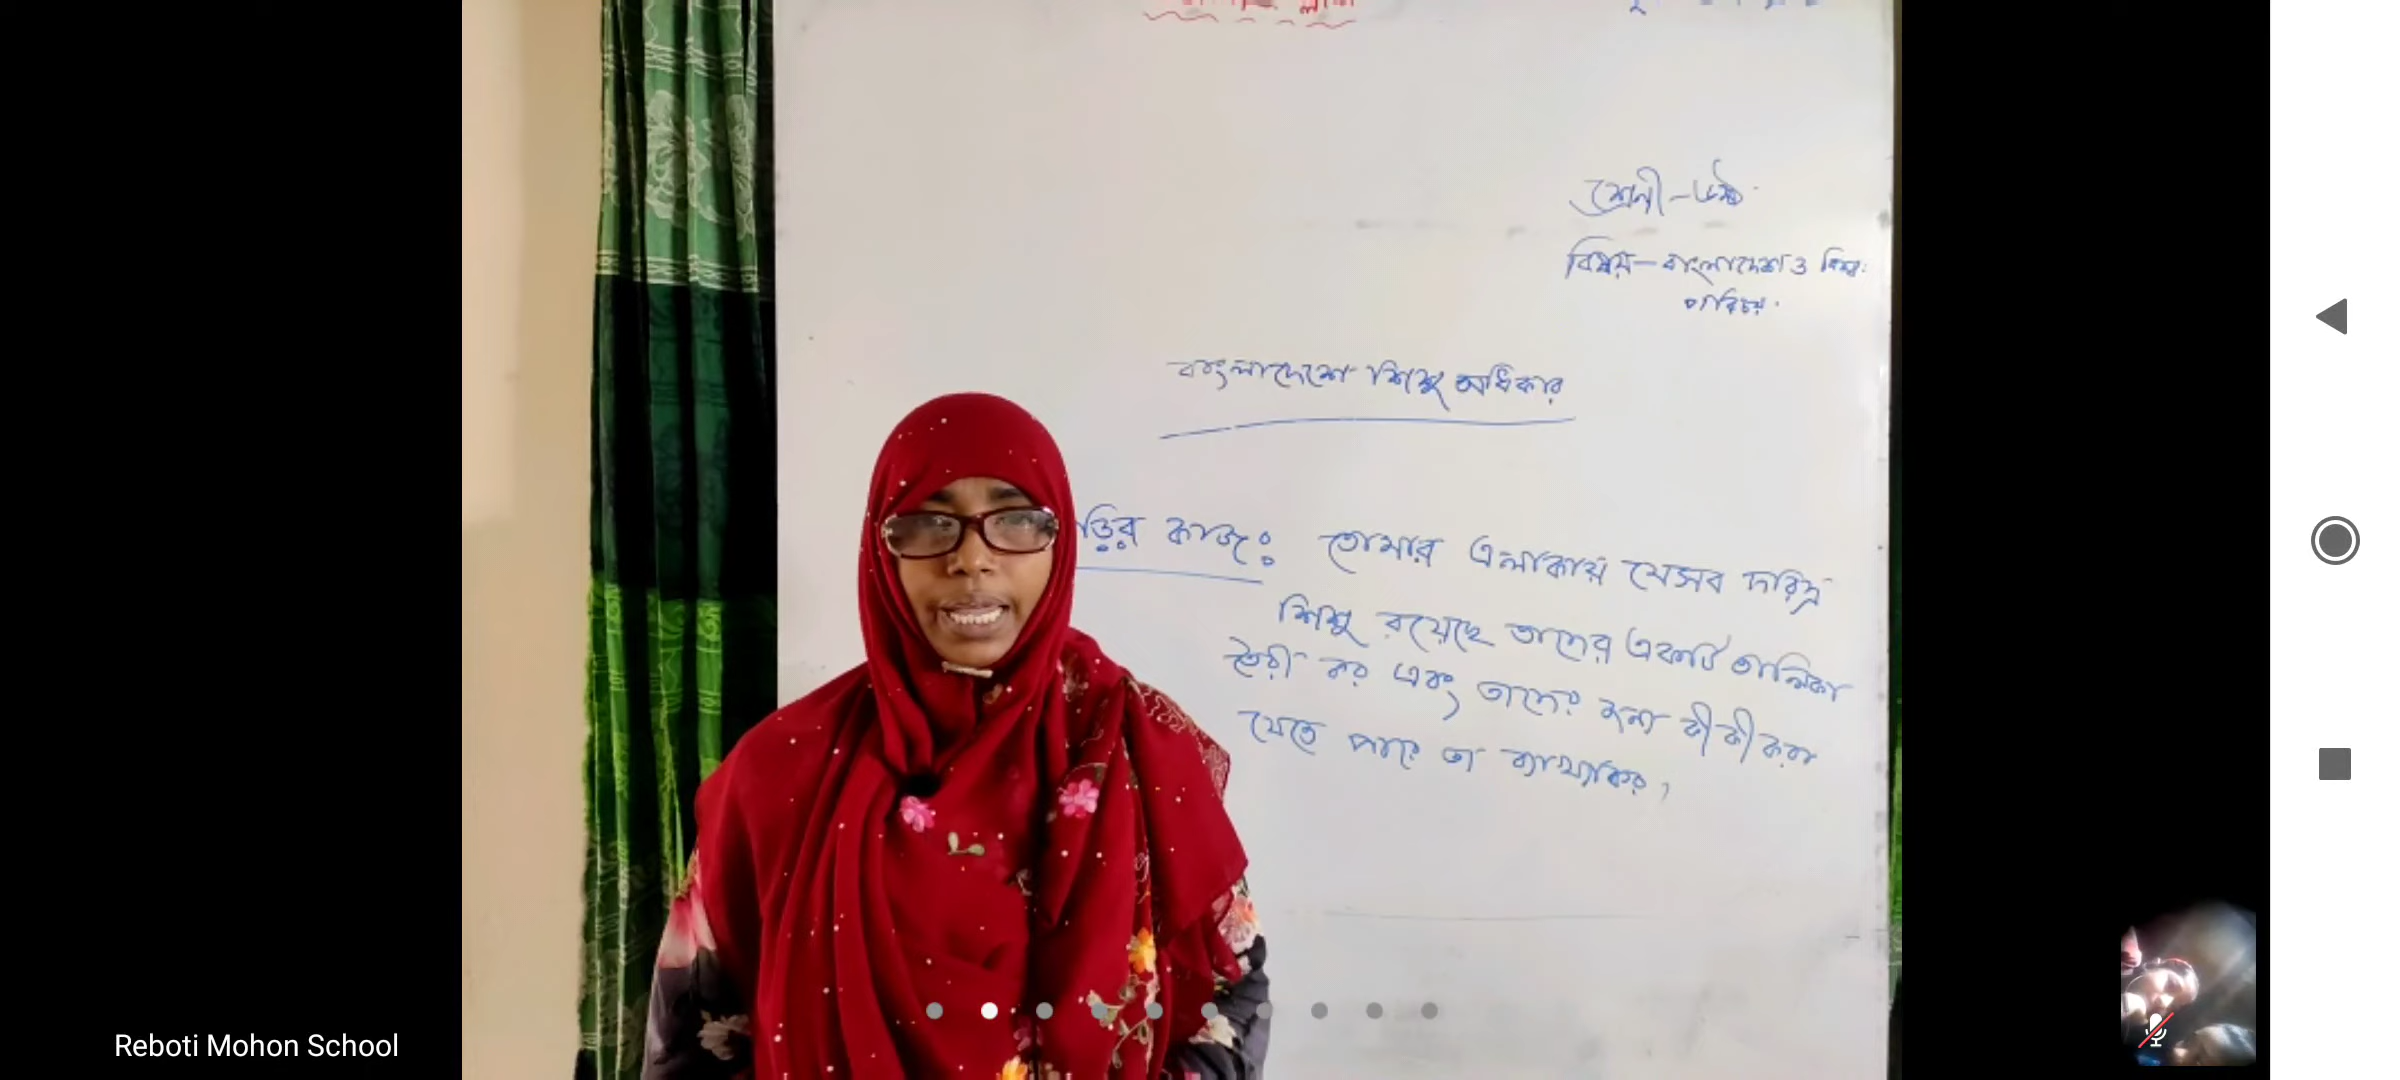 শ্রেনী - ৬ষ্ঠ
বিষয় - বাংলাদেশ ও বিশ্ব
পরিচয়
বাংলাদেশে শিশু অধিকার
ড়ির কাজঃ তোমার এলাকায় যেসব দরিদ্র
শিশু রয়েছে তাদের একটি তালিকা
তৈরী কর এবং তাদের জন্য কী কী করা
যেতে পারে তা ব্যাখ্যা কর।
Reboti Mohon School